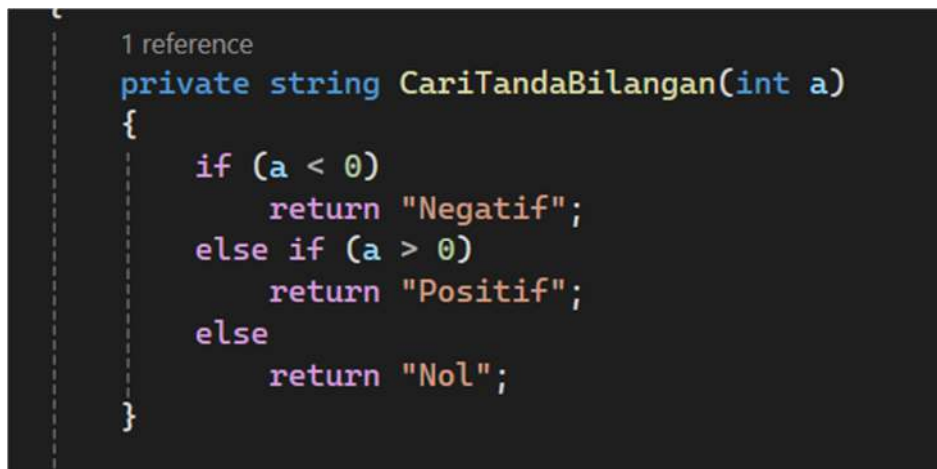 1 reference
private string CariTandaBilangan(int a)
{
if (a < 0)
return "Negatif";
else if (a > 0)
return "Positif";
else
return "Nol";
}